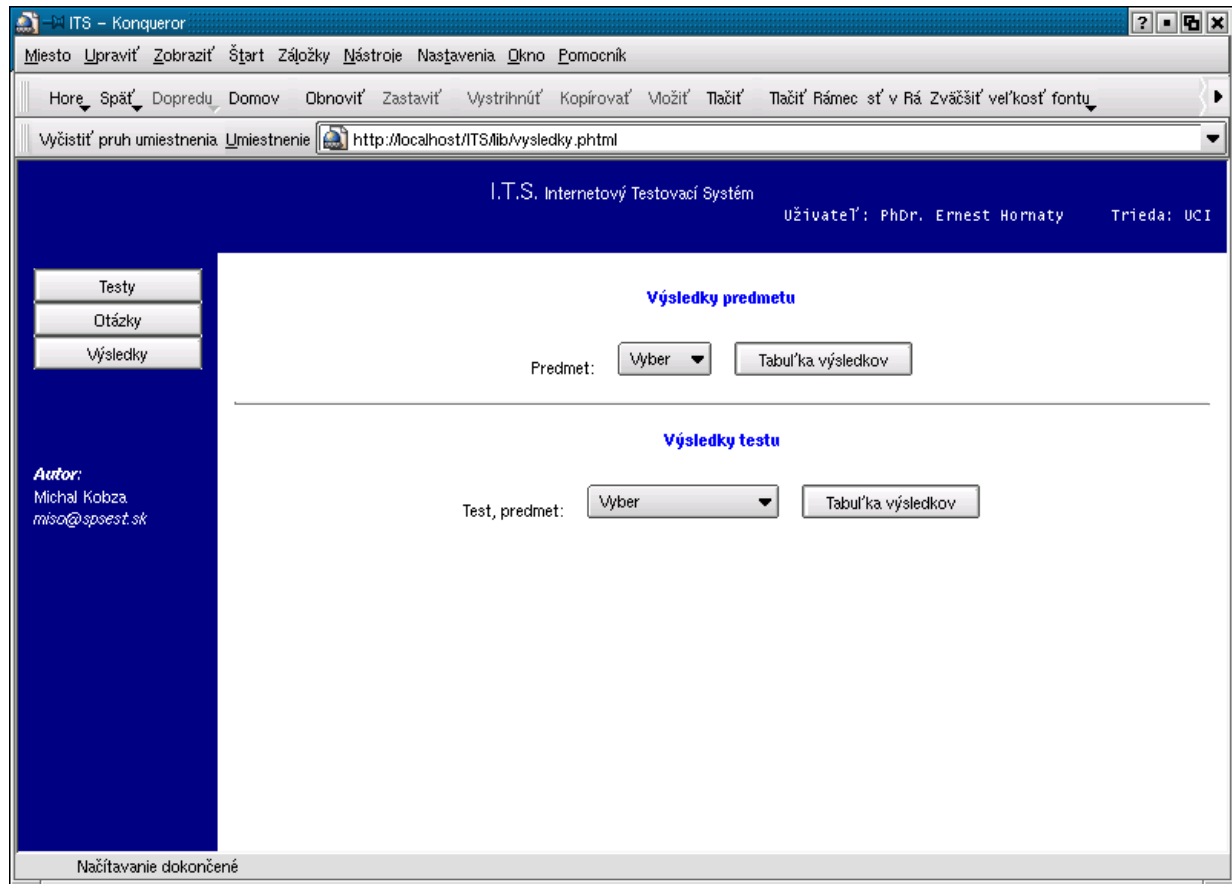 ITS – Konqueror
Miesto Upraviť Zobraziť Štart Záložky Nástroje Nastavenia Okno Pomocník
Hore Späť Dopredu Domov Obnoviť Zastaviť Vystrihnúť Kopírovať Vložiť Tlačiť Tlačiť Rámec sť v Rá Zväčšiť veľkosť fontu
Vyčistiť pruh umiestnenia Umiestnenie http://localhost/ITS/lib/vysledky.phtml
I.T.S. Internetový Testovací Systém
Užívateľ: PhDr. Ernest Hornaty Trieda: UCI
Testy
Otázky
Výsledky
Autor:
Michal Kobza
miso@spsest.sk
Výsledky predmetu
Predmet: Vyber Tabuľka výsledkov
Výsledky testu
Test, predmet: Vyber Tabuľka výsledkov
Načítavanie dokončené